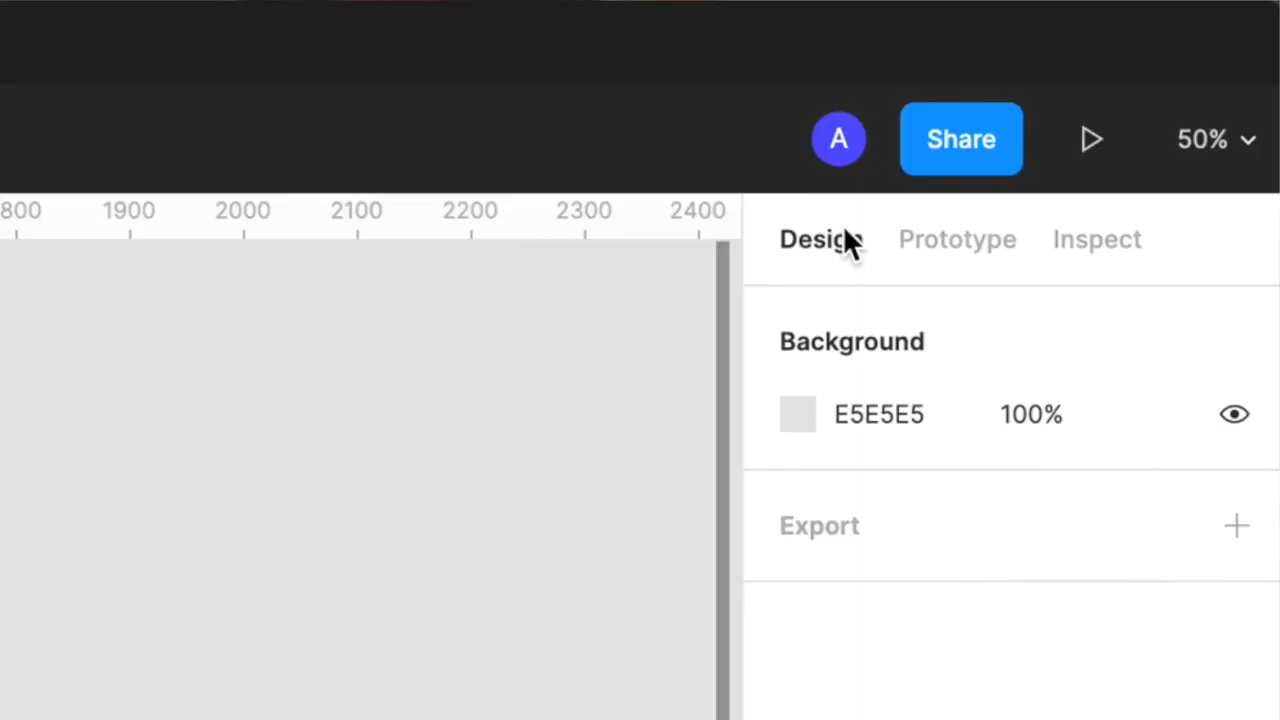 A Share 50%
800 1900 2000 2100 2200 2300 2400
Design Prototype Inspect
Background
E5E5E5 100%
Export